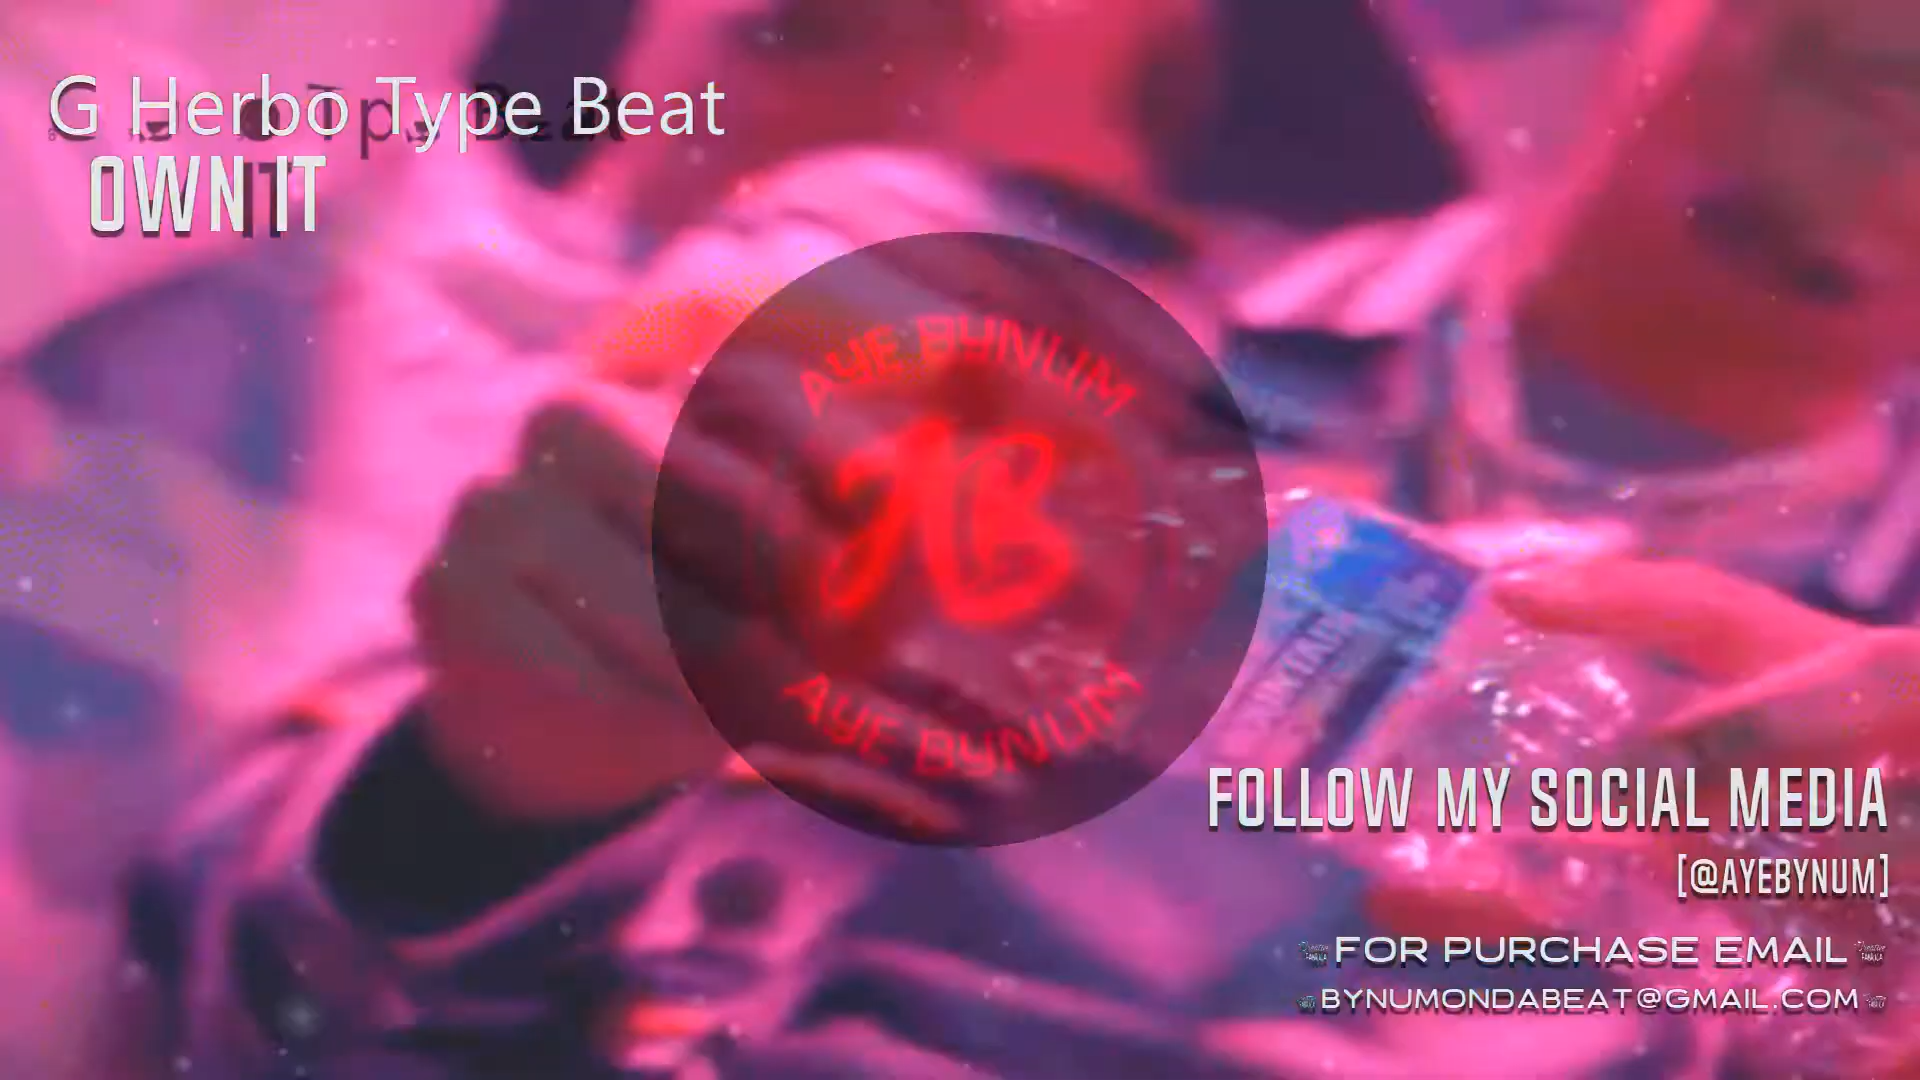 G Herbo Type Beat
OWN IT
AYE BYNUM
AB
AYE BYNUM
FOLLOW MY SOCIAL MEDIA
[@AYEBYNUM]
FOR PURCHASE EMAIL
BYNUMONDABEAT@GMAIL.COM